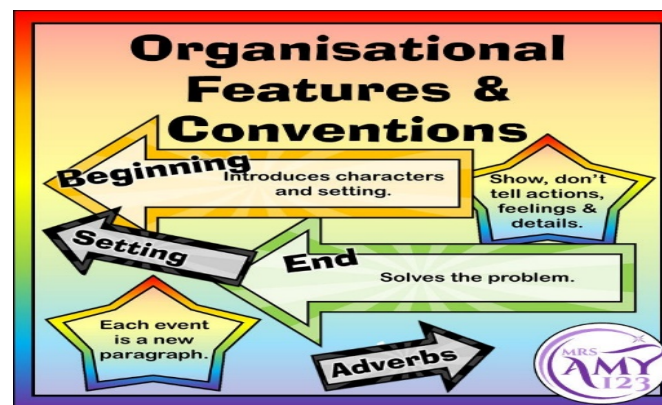 Organisational
Features &
Conventions
Beginning
Introduces characters
and setting.
Show, don't
tell actions,
feelings &
details.
Setting
End
Solves the problem.
Each event
is a new
paragraph.
Adverbs
MRS
AMY
123